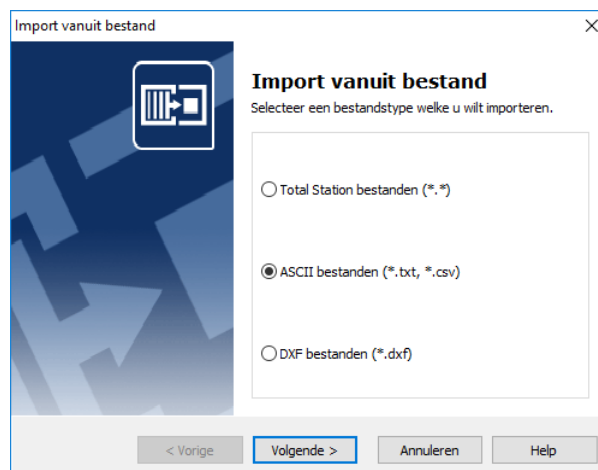 Import vanuit bestand
Import vanuit bestand
Selecteer een bestandstype welke u wilt importeren.
Total Station bestanden (*.*)
ASCII bestanden (*.txt, *.csv)
DXF bestanden (*.dxf)
< Vorige Volgende > Annuleren Help